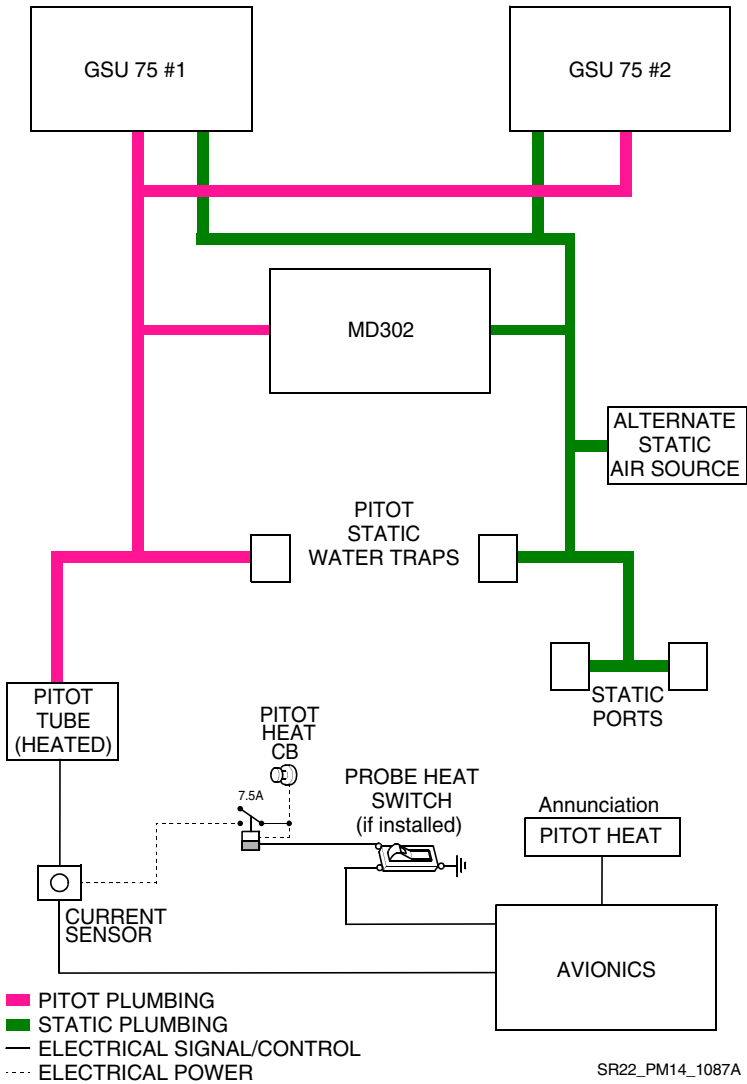 GSU 75 #1
GSU 75 #2
MD302
ALTERNATE
STATIC
AIR SOURCE
PITOT
STATIC
WATER TRAPS
PITOT
TUBE
(HEATED)
STATIC
PORTS
PITOT
HEAT
CB
7.5A
PROBE HEAT
SWITCH
(if installed)
Annunciation
PITOT HEAT
CURRENT
SENSOR
AVIONICS
PITOT PLUMBING
STATIC PLUMBING
ELECTRICAL SIGNAL/CONTROL
ELECTRICAL POWER
SR22_PM14_1087A